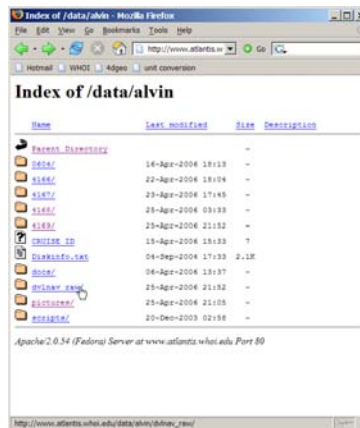 Index of /data/alvin - Mozilla Firefox
File Edit View Go Bookmarks Tools Help
http://www.atlantis.w Go
Hotmail WHOI 4dgeo unit conversion
Index of /data/alvin
Name Last modified Size Description
Parent Directory -
0604/ 16-Apr-2006 18:13 -
4166/ 22-Apr-2006 18:04 -
4167/ 23-Apr-2006 17:45 -
4168/ 25-Apr-2006 03:33 -
4169/ 25-Apr-2006 21:52 -
CRUISE_ID 15-Apr-2006 15:33 7
Diskinfo.txt 04-Sep-2004 17:33 2.1K
docs/ 06-Apr-2006 13:37 -
dvlnav_raw/ 25-Apr-2006 21:52 -
pictures/ 25-Apr-2006 21:05 -
scripts/ 20-Dec-2003 02:58 -
Apache/2.0.54 (Fedora) Server at www.atlantis.whoi.edu Port 80
http://www.atlantis.whoi.edu/data/alvin/dvlnav_raw/